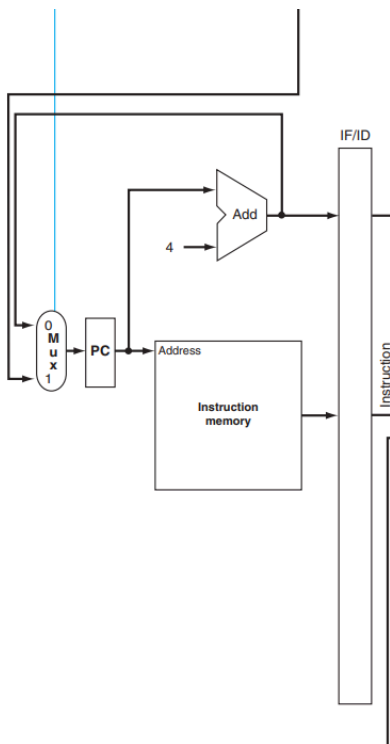 IF/ID
Add
4
0
M
u
x
1
PC
Address
Instruction
memory
Instruction